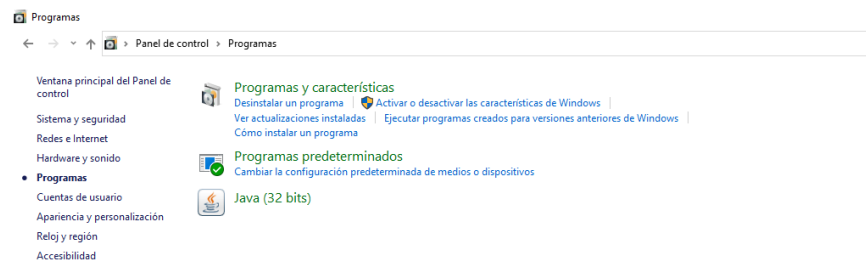 Programas
Panel de control > Programas
Ventana principal del Panel de
control
Sistema y seguridad
Redes e Internet
Hardware y sonido
Programas
Cuentas de usuario
Apariencia y personalización
Reloj y región
Accesibilidad
Programas y características
Desinstalar un programa | Activar o desactivar las características de Windows |
Ver actualizaciones instaladas | Ejecutar programas creados para versiones anteriores de Windows |
Cómo instalar un programa
Programas predeterminados
Cambiar la configuración predeterminada de medios o dispositivos
Java (32 bits)